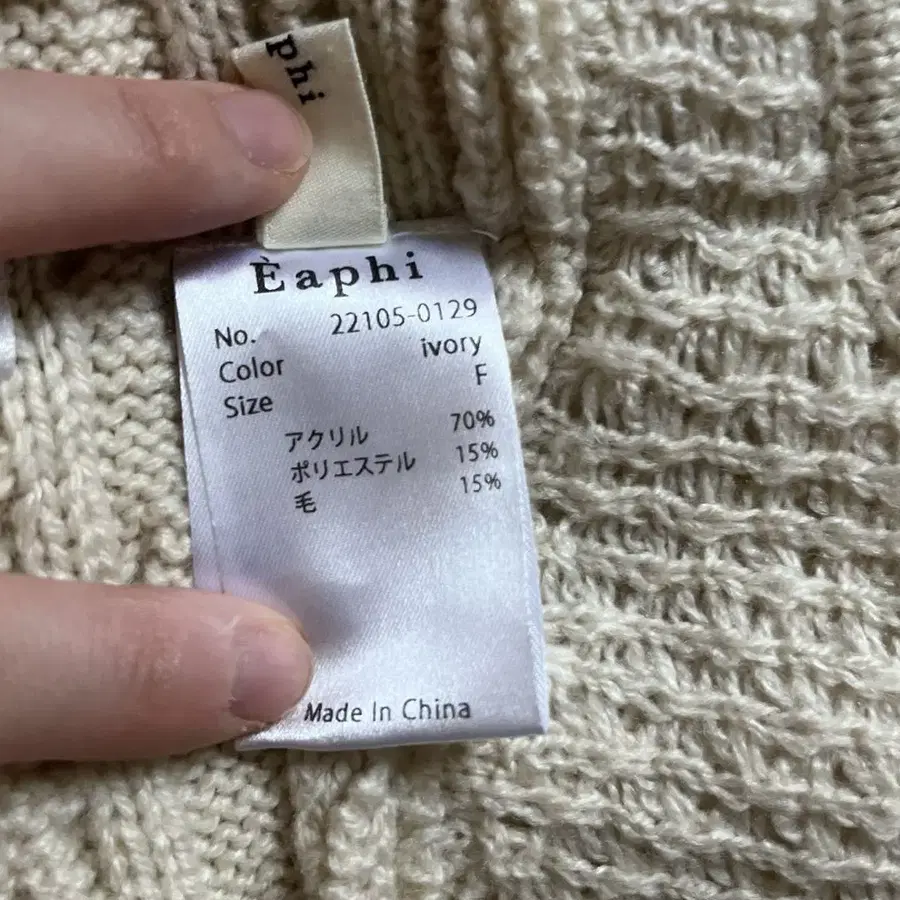 phi
Èaphi
No. 22105-0129
Color ivory
Size F
アクリル 70%
ポリエステル 15%
毛 15%
Made In China